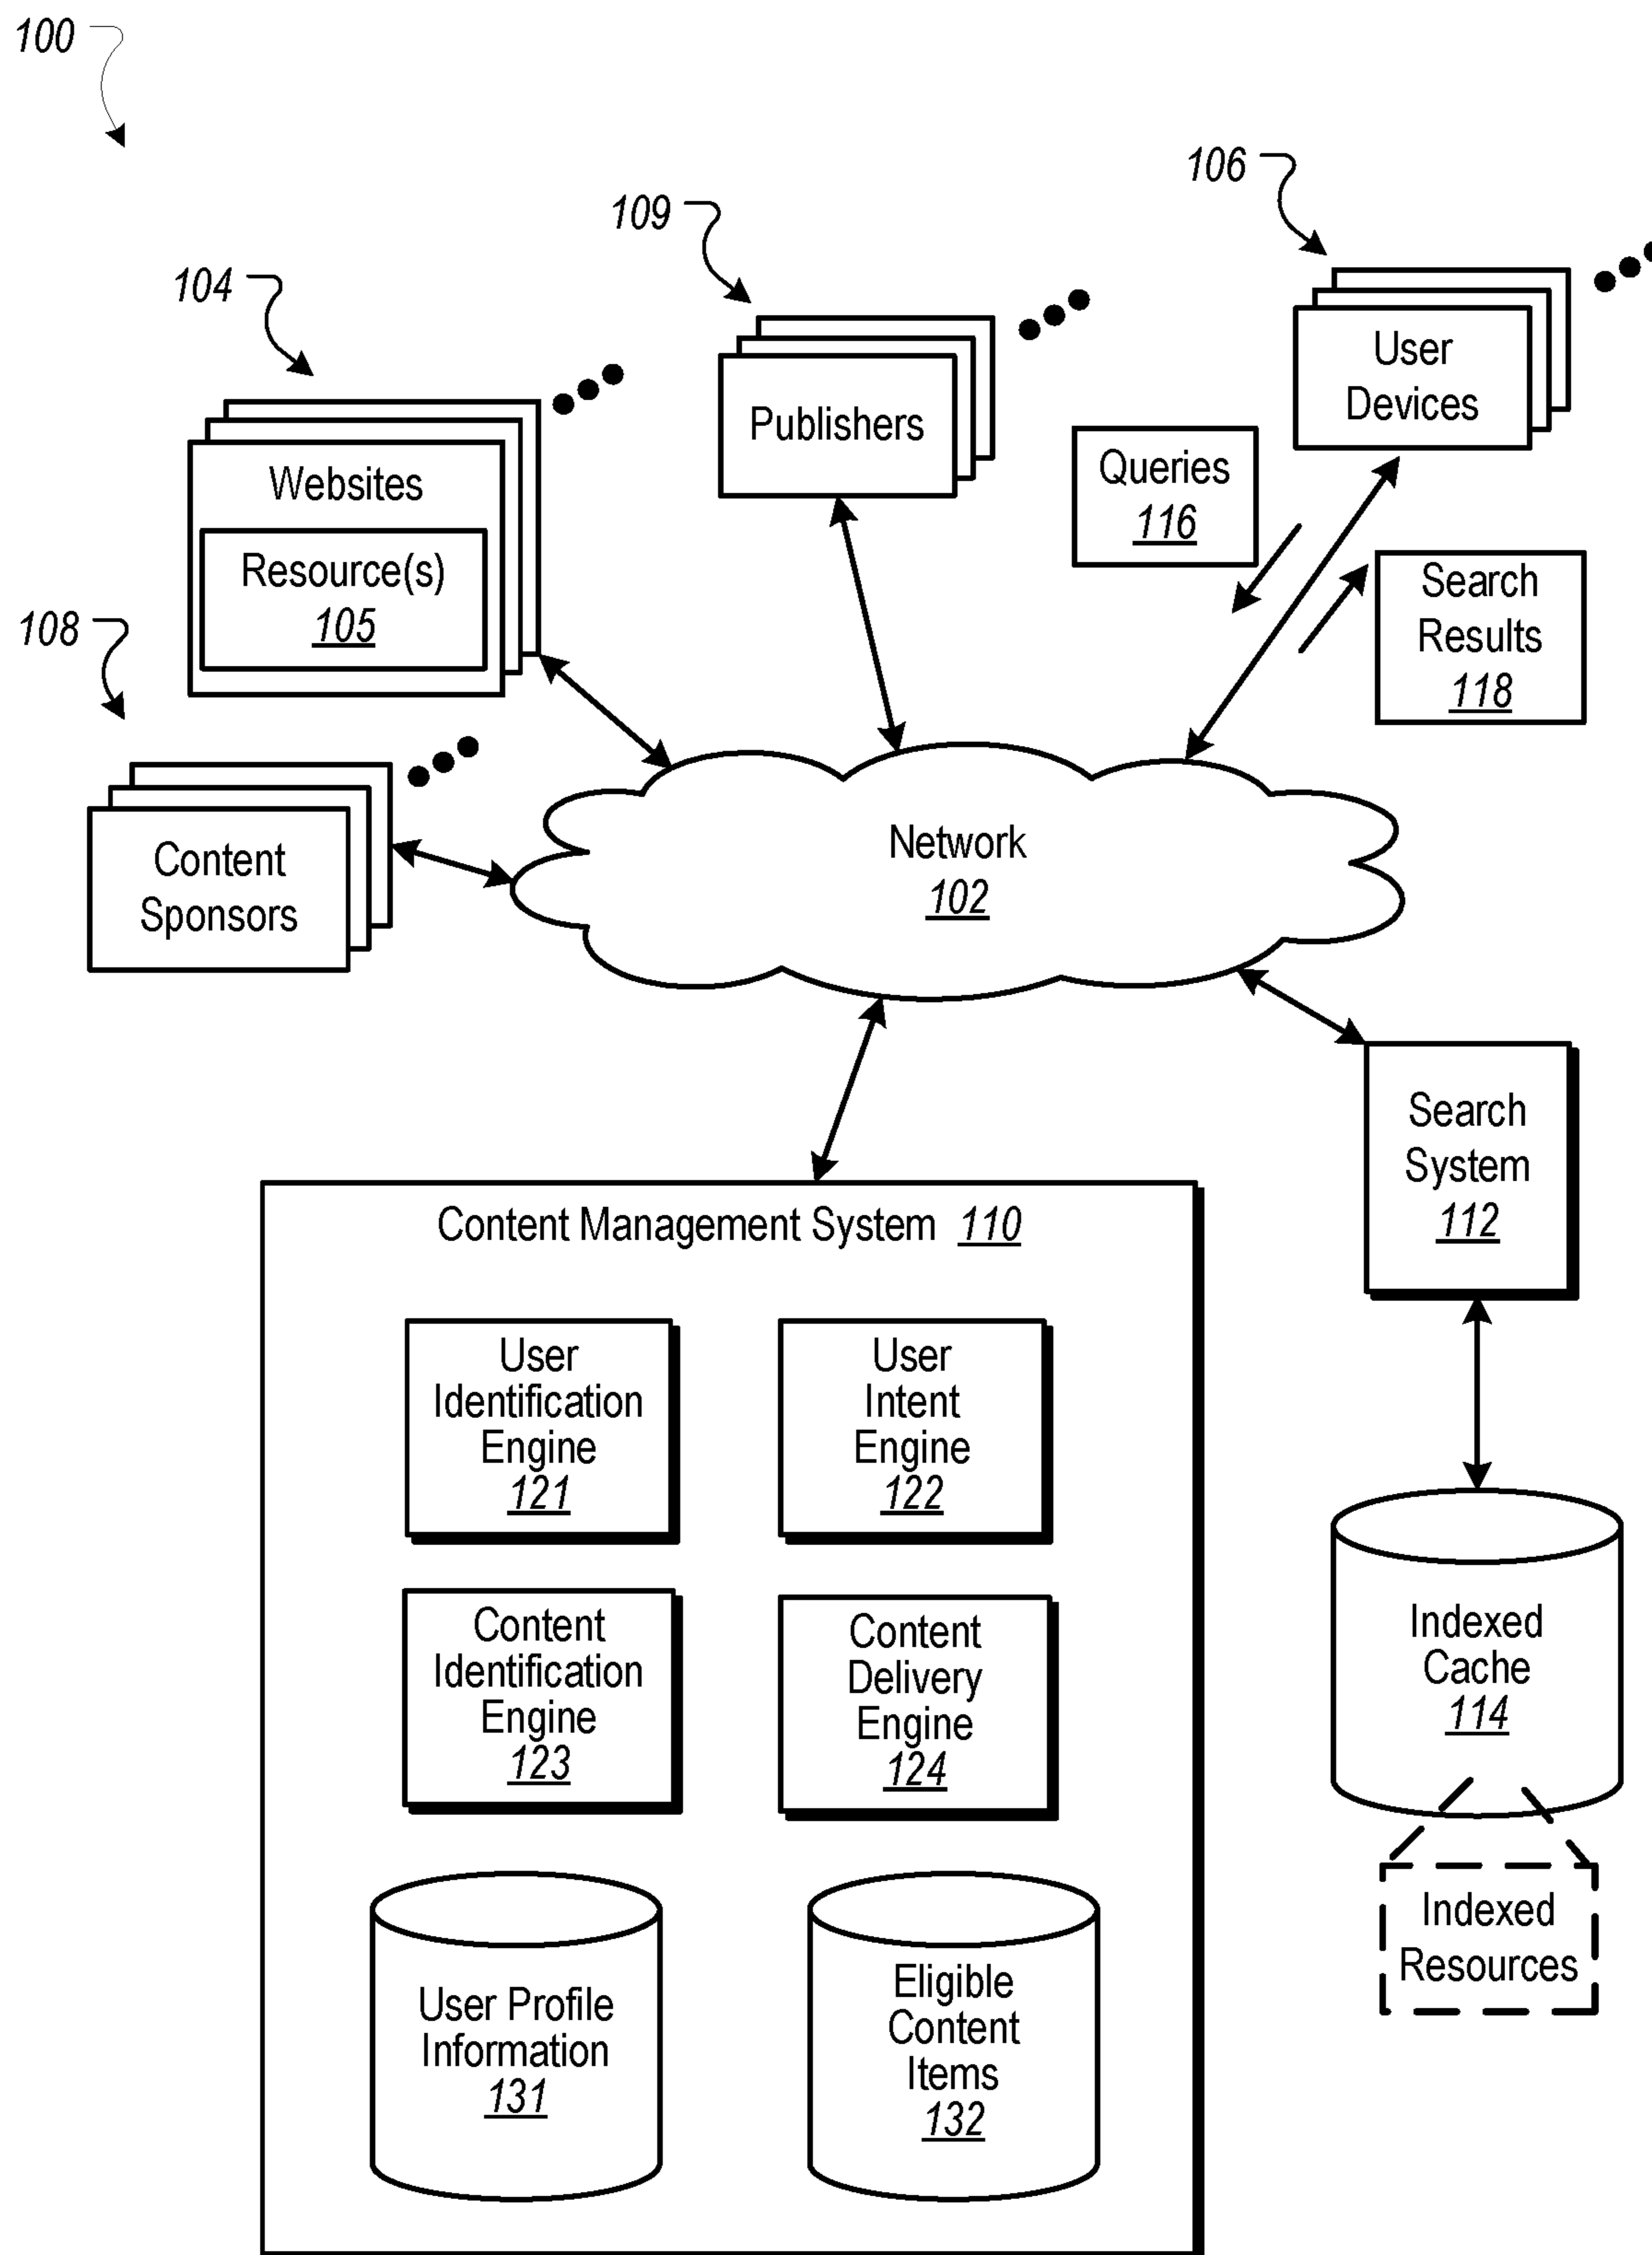 100
106
109
104
User
Devices
Publishers
Queries
116
Websites
Resource(s)
105
Search
Results
118
108
Network
102
Content
Sponsors
Search
System
112
Content Management System 110
User
Identification
Engine
121
User
Intent
Engine
122
Content
Identification
Engine
123
Content
Delivery
Engine
124
Indexed
Cache
114
Indexed
Resources
User Profile
Information
131
Eligible
Content
Items
132